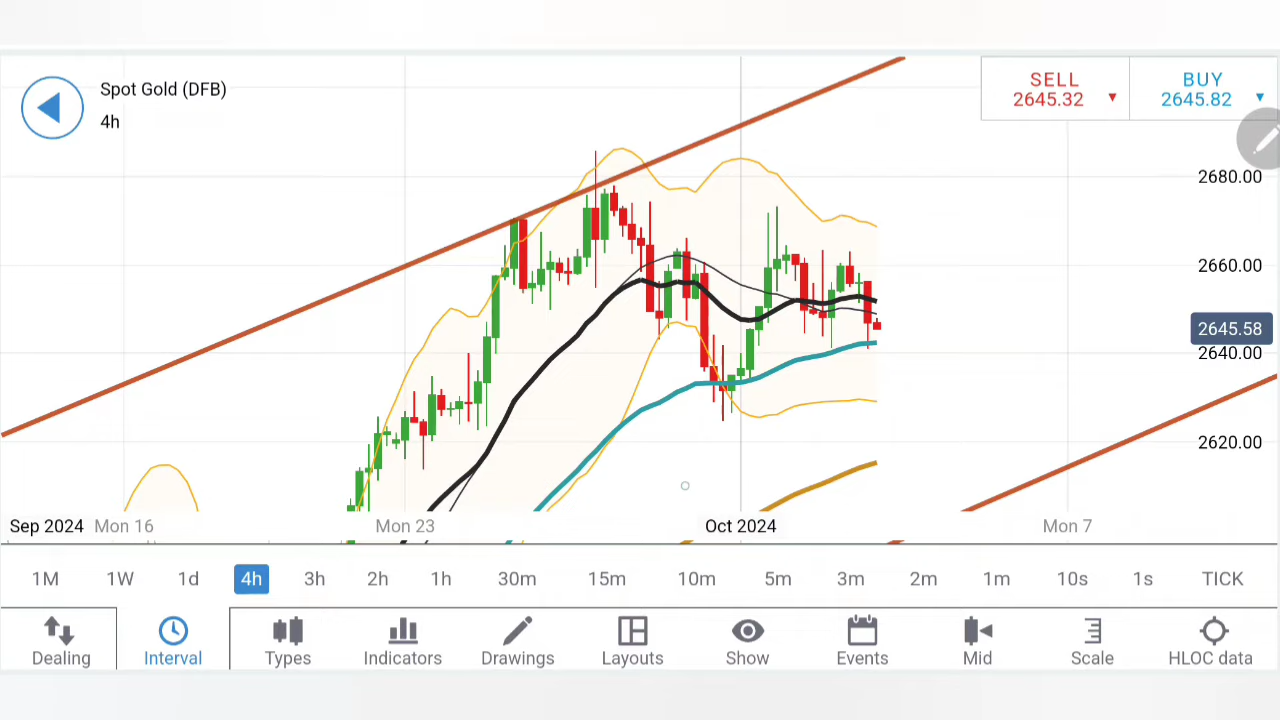 Spot Gold (DFB)
4h
SELL
2645.32
BUY
2645.82
2680.00
2660.00
2645.58
2640.00
2620.00
Sep 2024 Mon 16 Mon 23 Oct 2024 Mon 7
1M 1W 1d 4h 3h 2h 1h 30m 15m 10m 5m 3m 2m 1m 10s 1s TICK
Dealing Interval Types Indicators Drawings Layouts Show Events Mid Scale HLOC data